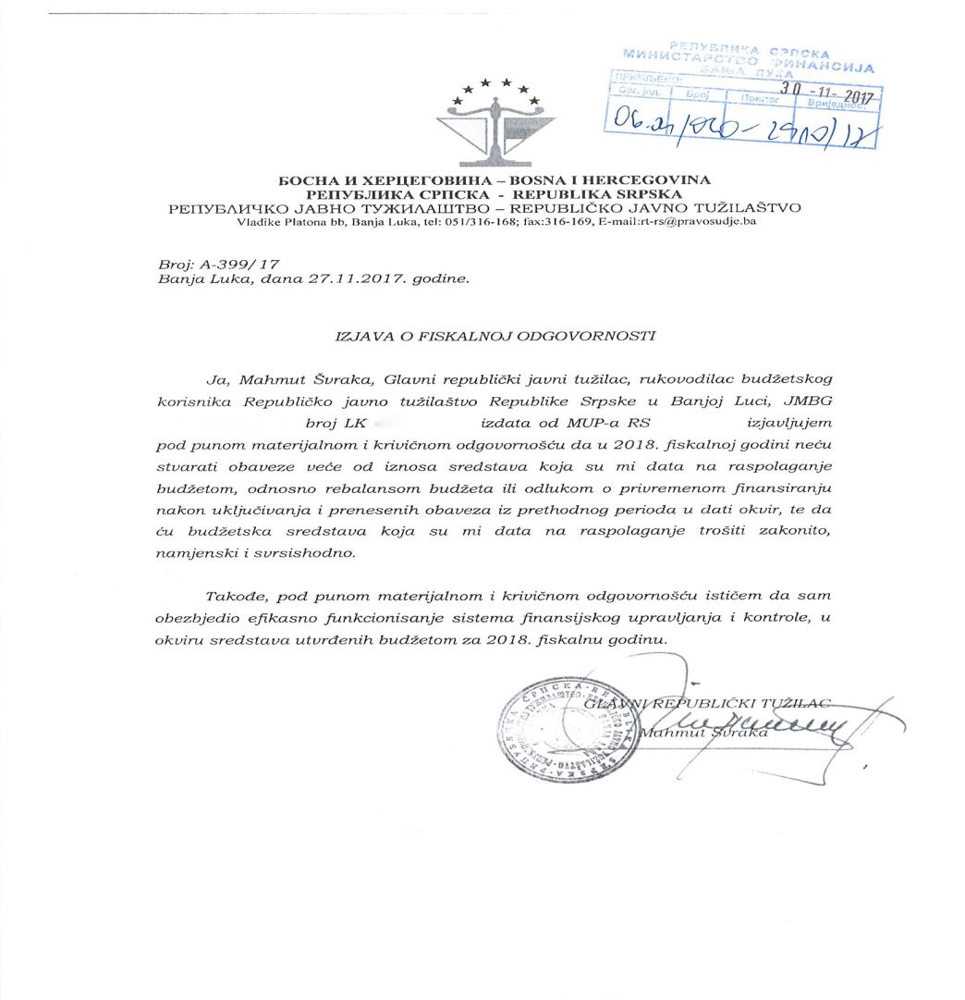 РЕПУБЛИКА СРПСКА
МИНИСТАРСТВО ФИНАНСИЈА
БАЊА ЛУКА
ПРИМЉЕНО: 30 -11- 2017
Орг. јед. Број Прилог Вриједност
БОСНА И ХЕРЦЕГОВИНА – BOSNA I HERCEGOVINA
РЕПУБЛИКА СРПСКА - REPUBLIKA SRPSKA
РЕПУБЛИЧКО ЈАВНО ТУЖИЛАШТВО – REPUBLIČKO JAVNO TUŽILAŠTVO
Vladike Platona bb, Banja Luka, tel: 051/316-168; fax:316-169, E-mail:rt-rs@pravosudje.ba
Broj: A-399/17
Banja Luka, dana 27.11.2017. godine.
IZJAVA O FISKALNOJ ODGOVORNOSTI
Ja, Mahmut Švraka, Glavni republički javni tužilac, rukovodilac budžetskog
korisnika Republičko javno tužilaštvo Republike Srpske u Banjoj Luci, JMBG
broj LK izdata od MUP-a RS izjavljujem
pod punom materijalnom i krivičnom odgovornošću da u 2018. fiskalnoj godini neću
stvarati obaveze veće od iznosa sredstava koja su mi data na raspolaganje
budžetom, odnosno rebalansom budžeta ili odlukom o privremenom finansiranju
nakon uključivanja i prenesenih obaveza iz prethodnog perioda u dati okvir, te da
ću budžetska sredstava koja su mi data na raspolaganje trošiti zakonito,
namjenski i svrsishodno.
Takođe, pod punom materijalnom i krivičnom odgovornošću ističem da sam
obezbjedio efikasno funkcionisanje sistema finansijskog upravljanja i kontrole, u
okviru sredstava utvrđenih budžetom za 2018. fiskalnu godinu.
GLAVNI REPUBLIČKI TUŽILAC
Mahmut Švraka